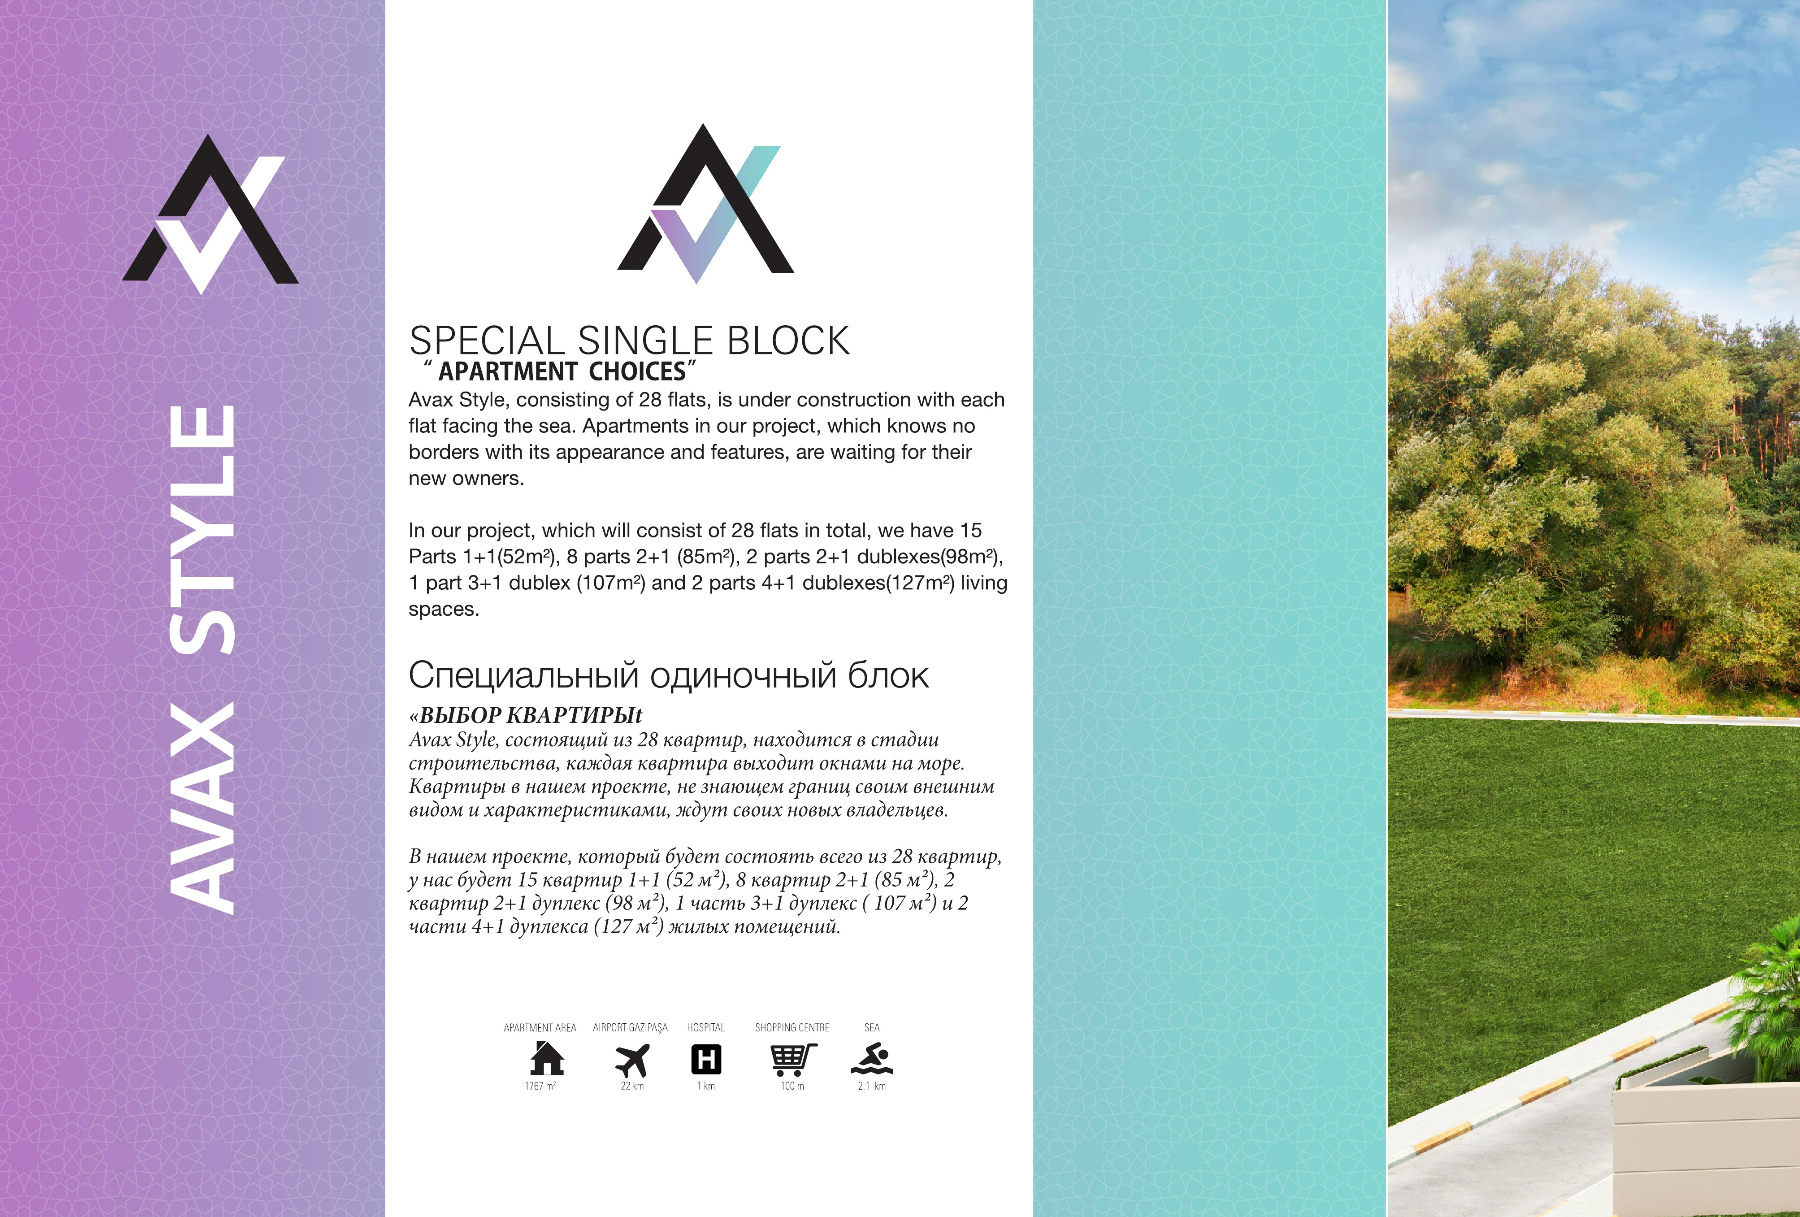 AVAX STYLE
SPECIAL SINGLE BLOCK
“ APARTMENT CHOICES”
Avax Style, consisting of 28 flats, is under construction with each
flat facing the sea. Apartments in our project, which knows no
borders with its appearance and features, are waiting for their
new owners.
In our project, which will consist of 28 flats in total, we have 15
Parts 1+1(52m²), 8 parts 2+1 (85m²), 2 parts 2+1 dublexes(98m²),
1 part 3+1 dublex (107m²) and 2 parts 4+1 dublexes(127m²) living
spaces.
Специальный одиночный блок
«ВЫБОР КВАРТИРЫt
Avax Style, состоящий из 28 квартир, находится в стадии
строительства, каждая квартира выходит окнами на море.
Квартиры в нашем проекте, не знающем границ своим внешним
видом и характеристиками, ждут своих новых владельцев.
В нашем проекте, который будет состоять всего из 28 квартир,
у нас будет 15 квартир 1+1 (52 м²), 8 квартир 2+1 (85 м²), 2
квартир 2+1 дуплекс (98 м²), 1 часть 3+1 дуплекс ( 107 м²) и 2
части 4+1 дуплекса (127 м²) жилых помещений.
APARTMENT AREA AIRPORT GAZİPAŞA HOSPITAL SHOPPING CENTRE SEA
H
1767 m² 22 km 1 km 100 m 2.1 km